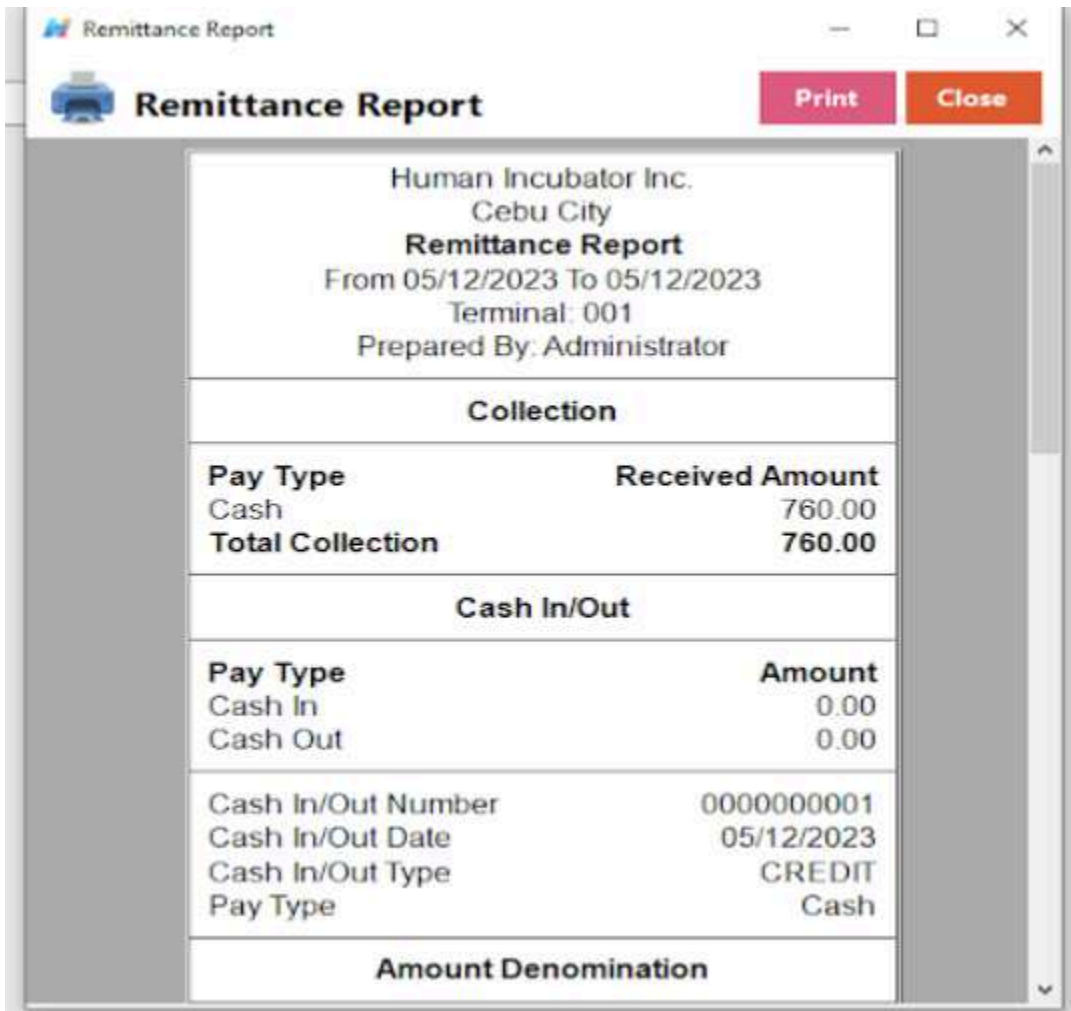 Remittance Report
Remittance Report
Print
Close
Human Incubator Inc.
Cebu City
Remittance Report
From 05/12/2023 To 05/12/2023
Terminal: 001
Prepared By: Administrator
Collection
Pay Type Received Amount
Cash 760.00
Total Collection 760.00
Cash In/Out
Pay Type Amount
Cash In 0.00
Cash Out 0.00
Cash In/Out Number 0000000001
Cash In/Out Date 05/12/2023
Cash In/Out Type CREDIT
Pay Type Cash
Amount Denomination